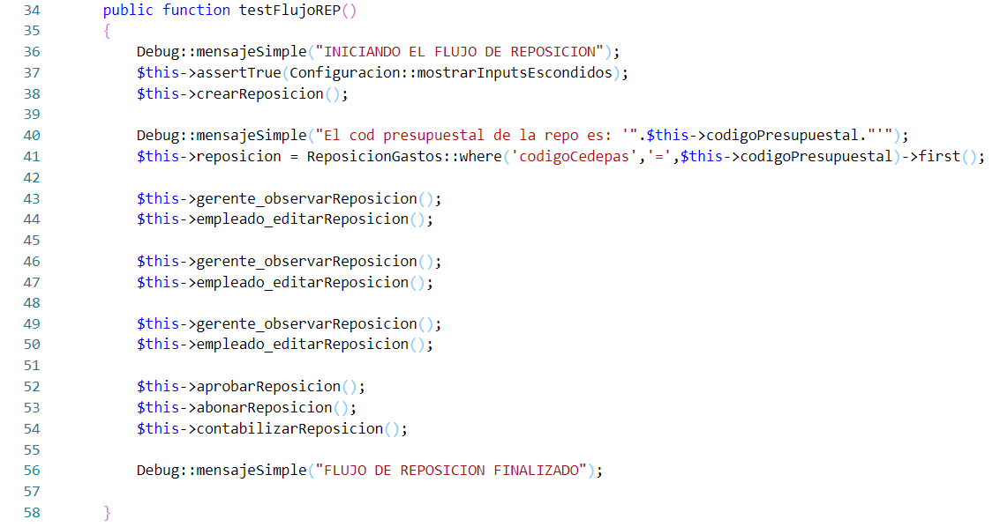 34 public function testFlujoREP()
35 {
36 Debug::mensajeSimple("INICIANDO EL FLUJO DE REPOSICION");
37 $this->assertTrue(Configuracion::mostrarInputsEscondidos);
38 $this->crearReposicion();
39
40 Debug::mensajeSimple("El cod presupuestal de la repo es: '".$this->codigoPresupuestal."'");
41 $this->reposicion = ReposicionGastos::where('codigoCedepas','=',$this->codigoPresupuestal)->first();
42
43 $this->gerente_observarReposicion();
44 $this->empleado_editarReposicion();
45
46 $this->gerente_observarReposicion();
47 $this->empleado_editarReposicion();
48
49 $this->gerente_observarReposicion();
50 $this->empleado_editarReposicion();
51
52 $this->aprobarReposicion();
53 $this->abonarReposicion();
54 $this->contabilizarReposicion();
55
56 Debug::mensajeSimple("FLUJO DE REPOSICION FINALIZADO");
57
58 }